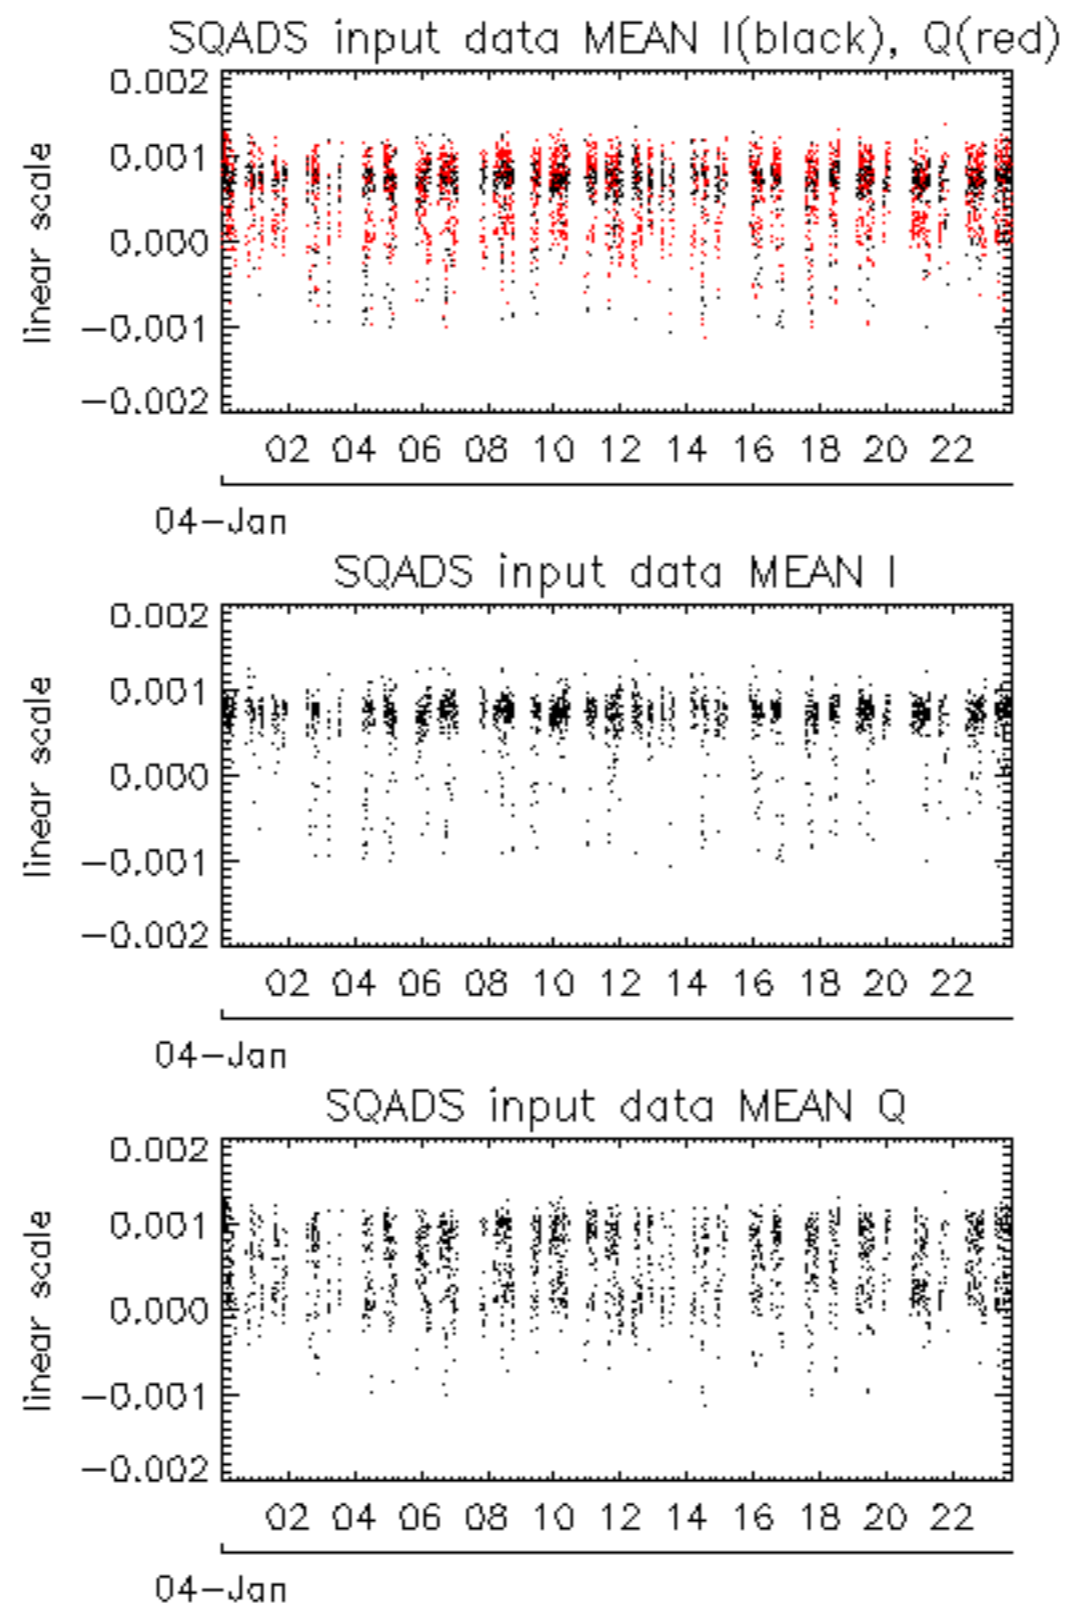 SQADS input data MEAN I(black), Q(red)
0.002
0.001
0.000
−0.001
−0.002
linear scale
02 04 06 08 10 12 14 16 18 20 22
04−Jan
SQADS input data MEAN I
0.002
0.001
0.000
−0.001
−0.002
linear scale
02 04 06 08 10 12 14 16 18 20 22
04−Jan
SQADS input data MEAN Q
0.002
0.001
0.000
−0.001
−0.002
linear scale
02 04 06 08 10 12 14 16 18 20 22
04−Jan